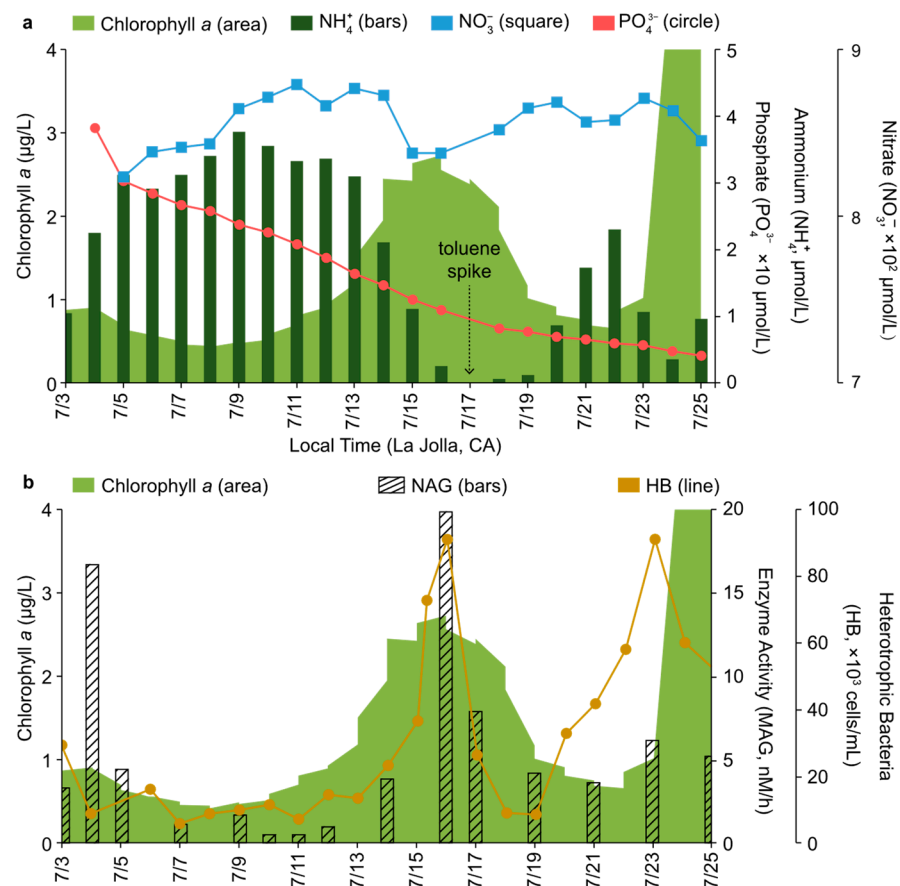 a
Chlorophyll a (area) NH₄⁺ (bars) NO₃⁻ (square) PO₄³⁻ (circle)
Chlorophyll a (µg/L)
4
3
2
1
0
toluene
spike
5
4
3
2
1
0
Phosphate (PO₄³⁻ ×10 µmol/L)
Ammonium (NH₄⁺, µmol/L)
9
8
7
Nitrate (NO₃⁻, ×10² µmol/L)
7/3 7/5 7/7 7/9 7/11 7/13 7/15 7/17 7/19 7/21 7/23 7/25
Local Time (La Jolla, CA)
b
Chlorophyll a (area) NAG (bars) HB (line)
Chlorophyll a (µg/L)
4
3
2
1
0
20
15
10
5
0
Enzyme Activity (MAG, nM/h)
100
80
60
40
20
0
Heterotrophic Bacteria
(HB, ×10³ cells/mL)
7/3 7/5 7/7 7/9 7/11 7/13 7/15 7/17 7/19 7/21 7/23 7/25